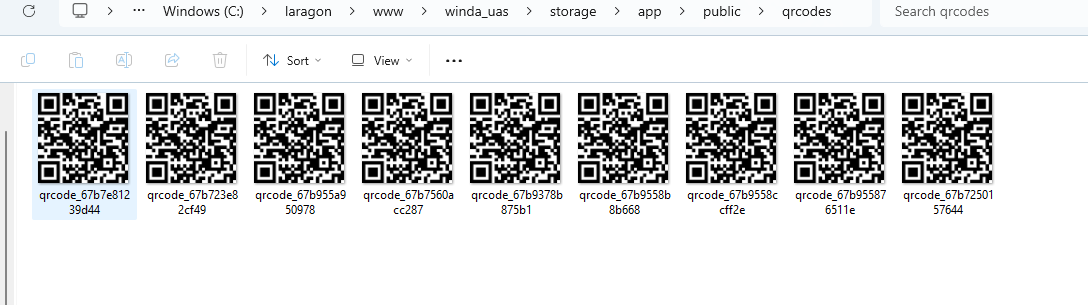 Windows (C:) > laragon > www > winda_uas > storage > app > public > qrcodes
Search qrcodes
Sort
View
qrcode_67b7e812
39d44
qrcode_67b723e8
2cf49
qrcode_67b955a9
50978
qrcode_67b7560a
cc287
qrcode_67b9378b
875b1
qrcode_67b9558b
8b668
qrcode_67b9558c
cff2e
qrcode_67b95587
6511e
qrcode_67b72501
57644